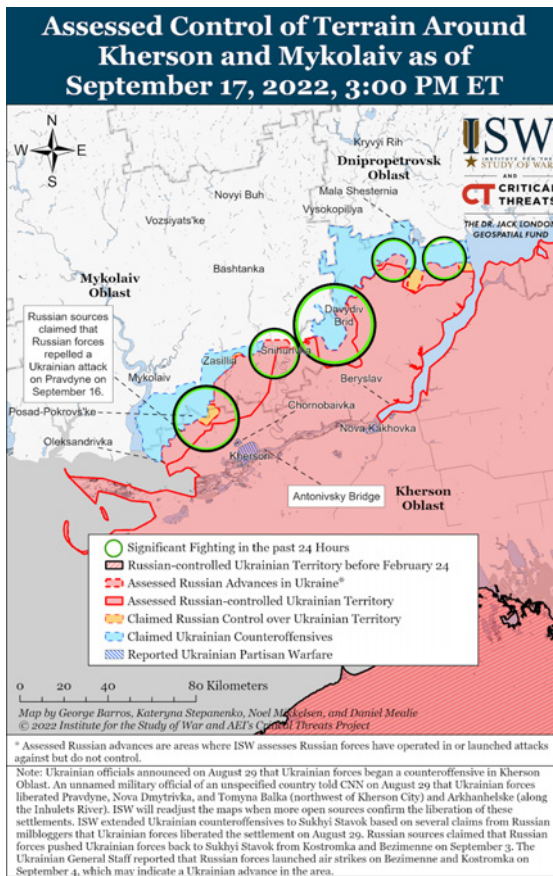 Assessed Control of Terrain Around
Kherson and Mykolaiv as of
September 17, 2022, 3:00 PM ET
N
W E
S
Kryvyi Rih
ISW
INSTITUTE FOR THE
STUDY OF WAR
AND
CT CRITICAL
THREATS
THE DR. JACK LONDON
GEOSPATIAL FUND
Dnipropetrovsk
Oblast
Novyi Buh
Mala Shesternia
Vysokopillya
Vozsiyats'ke
Bashtanka
Mykolaiv
Oblast
Russian sources
claimed that
Russian forces
repelled a
Ukrainian attack
on Pravdyne on
September 16.
Davydiv
Brid
Snihurivka
Zasillia
Mykolaiv
Beryslav
Posad-Pokrovs'ke
Chornobaivka
Oleksandrivka
Nova Kakhovka
Kherson
Antonivsky Bridge
Kherson
Oblast
Significant Fighting in the past 24 Hours
Russian-controlled Ukrainian Territory before February 24
Assessed Russian Advances in Ukraine*
Assessed Russian-controlled Ukrainian Territory
Claimed Russian Control over Ukrainian Territory
Claimed Ukrainian Counteroffensives
Reported Ukrainian Partisan Warfare
0 20 40 80 Kilometers
Map by George Barros, Kateryna Stepanenko, Noel Mikkelsen, and Daniel Mealie
© 2022 Institute for the Study of War and AEI's Critical Threats Project
* Assessed Russian advances are areas where ISW assesses Russian forces have operated in or launched attacks
against but do not control.
Note: Ukrainian officials announced on August 29 that Ukrainian forces began a counteroffensive in Kherson
Oblast. An unnamed military official of an unspecified country told CNN on August 29 that Ukrainian forces
liberated Pravdyne, Nova Dmytrivka, and Tomyna Balka (northwest of Kherson City) and Arkhanhelske (along
the Inhulets River). ISW will readjust the maps when more open sources confirm the liberation of these
settlements. ISW extended Ukrainian counteroffensives to Sukhyi Stavok based on several claims from Russian
milbloggers that Ukrainian forces liberated the settlement on August 29. Russian sources claimed that Russian
forces pushed Ukrainian forces back to Sukhyi Stavok from Kostromka and Bezimenne on September 3. The
Ukrainian General Staff reported that Russian forces launched air strikes on Bezimenne and Kostromka on
September 4, which may indicate a Ukrainian advance in the area.